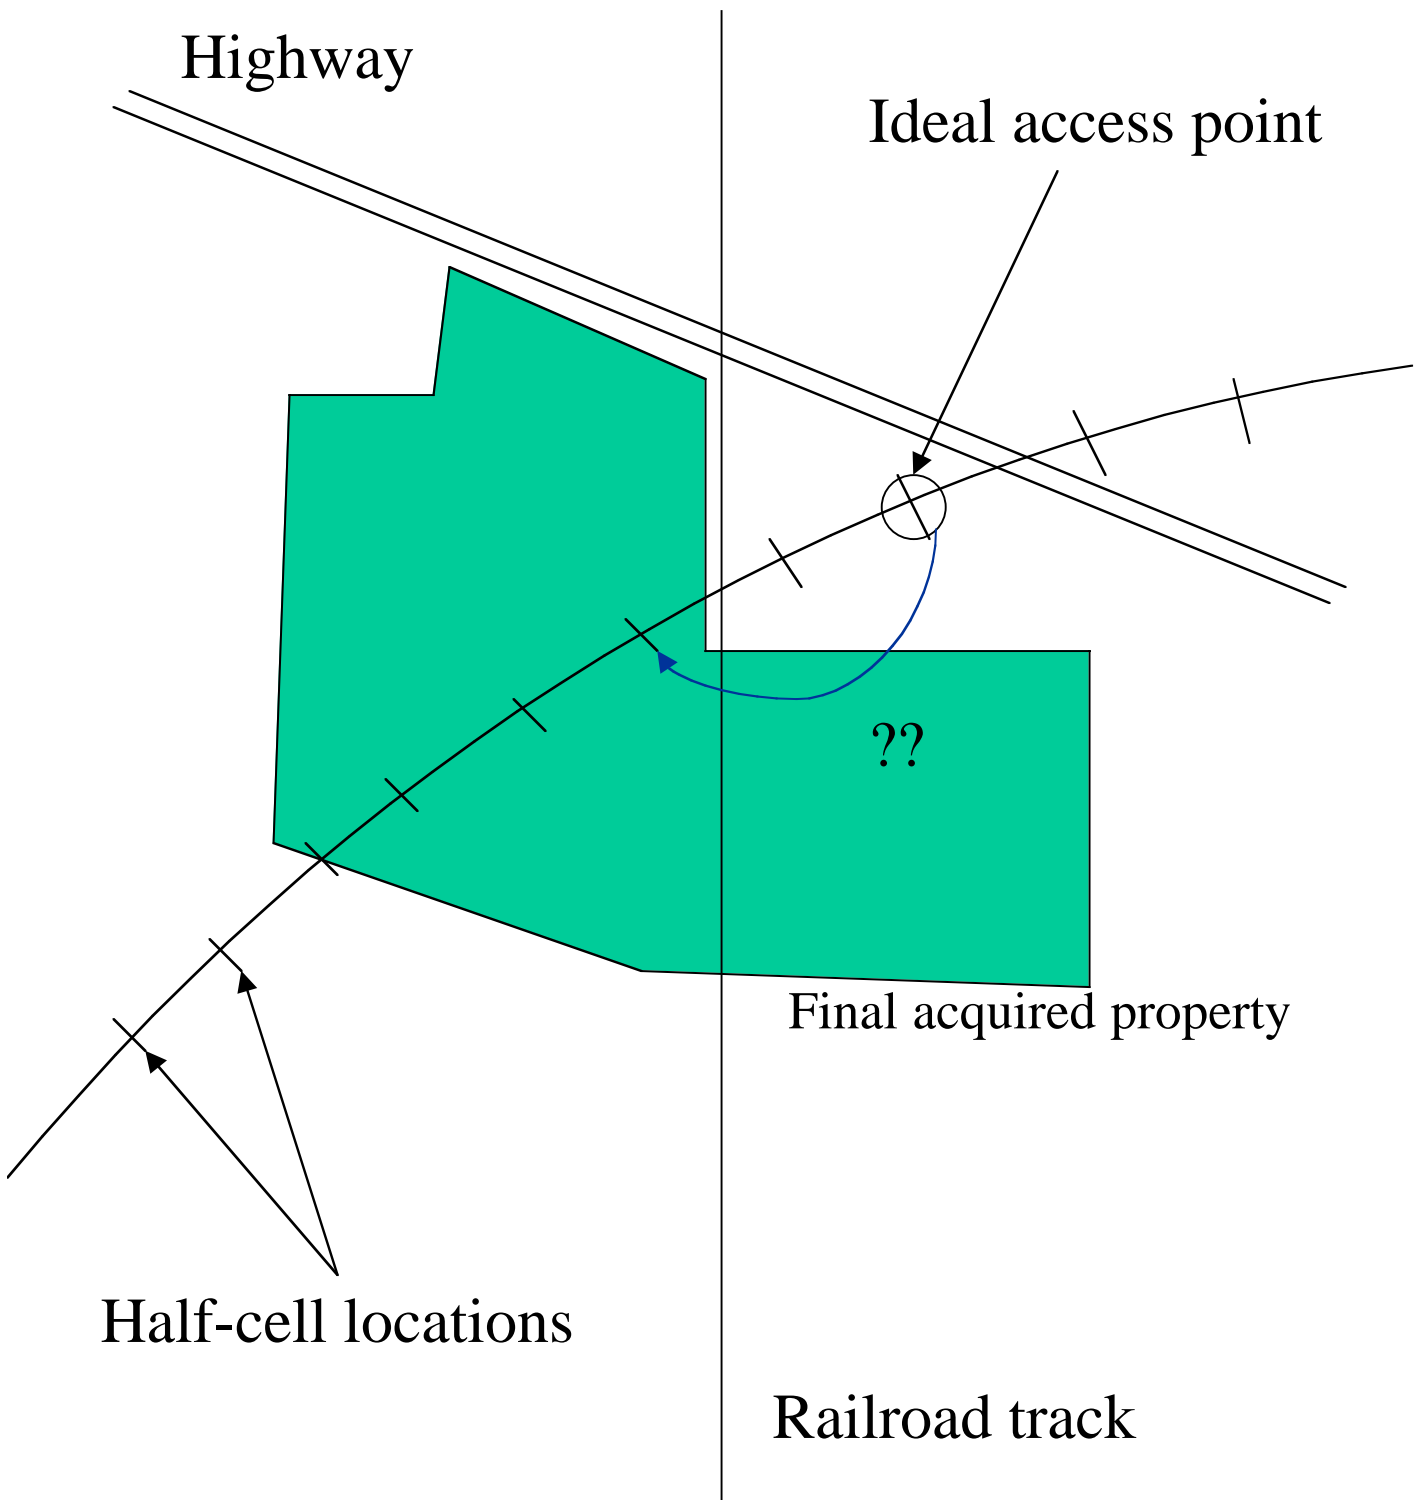 Highway
Ideal access point
??
Final acquired property
Half-cell locations
Railroad track